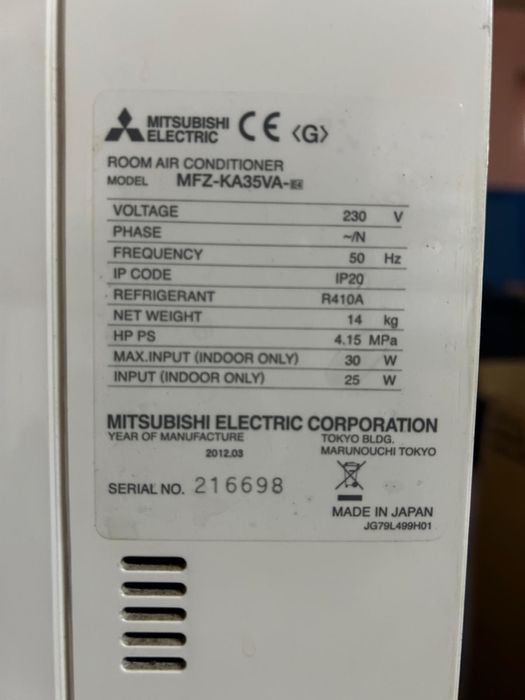 MITSUBISHI
ELECTRIC CE <G>
ROOM AIR CONDITIONER
MODEL MFZ-KA35VA-E4
VOLTAGE 230 V
PHASE ~/N
FREQUENCY 50 Hz
IP CODE IP20
REFRIGERANT R410A
NET WEIGHT 14 kg
HP PS 4.15 MPa
MAX.INPUT (INDOOR ONLY) 30 W
INPUT (INDOOR ONLY) 25 W
MITSUBISHI ELECTRIC CORPORATION
YEAR OF MANUFACTURE TOKYO BLDG.
2012.03 MARUNOUCHI TOKYO
SERIAL NO. 216698
MADE IN JAPAN
JG79L499H01